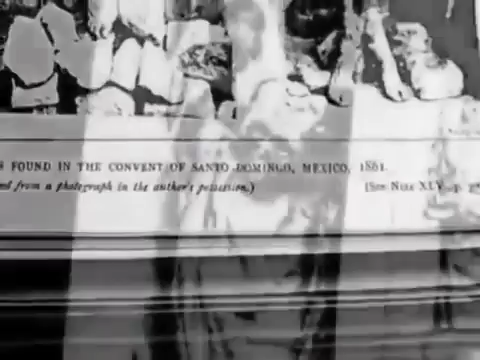 FOUND IN THE CONVENT OF SANTO DOMINGO, MEXICO, 1861.
from a photograph in the author's possession.) (See Note XLV, p.